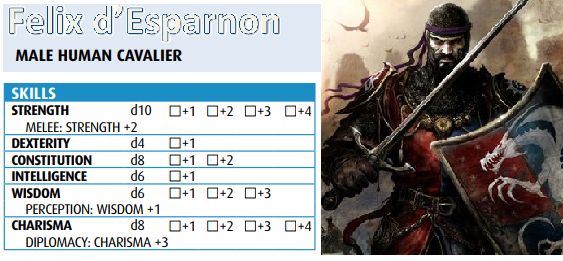 Felix d'Esparnon
MALE HUMAN CAVALIER
SKILLS
STRENGTH d10 □+1 □+2 □+3 □+4
MELEE: STRENGTH +2
DEXTERITY d4 □+1
CONSTITUTION d8 □+1 □+2
INTELLIGENCE d6 □+1
WISDOM d6 □+1 □+2 □+3
PERCEPTION: WISDOM +1
CHARISMA d8 □+1 □+2 □+3 □+4
DIPLOMACY: CHARISMA +3